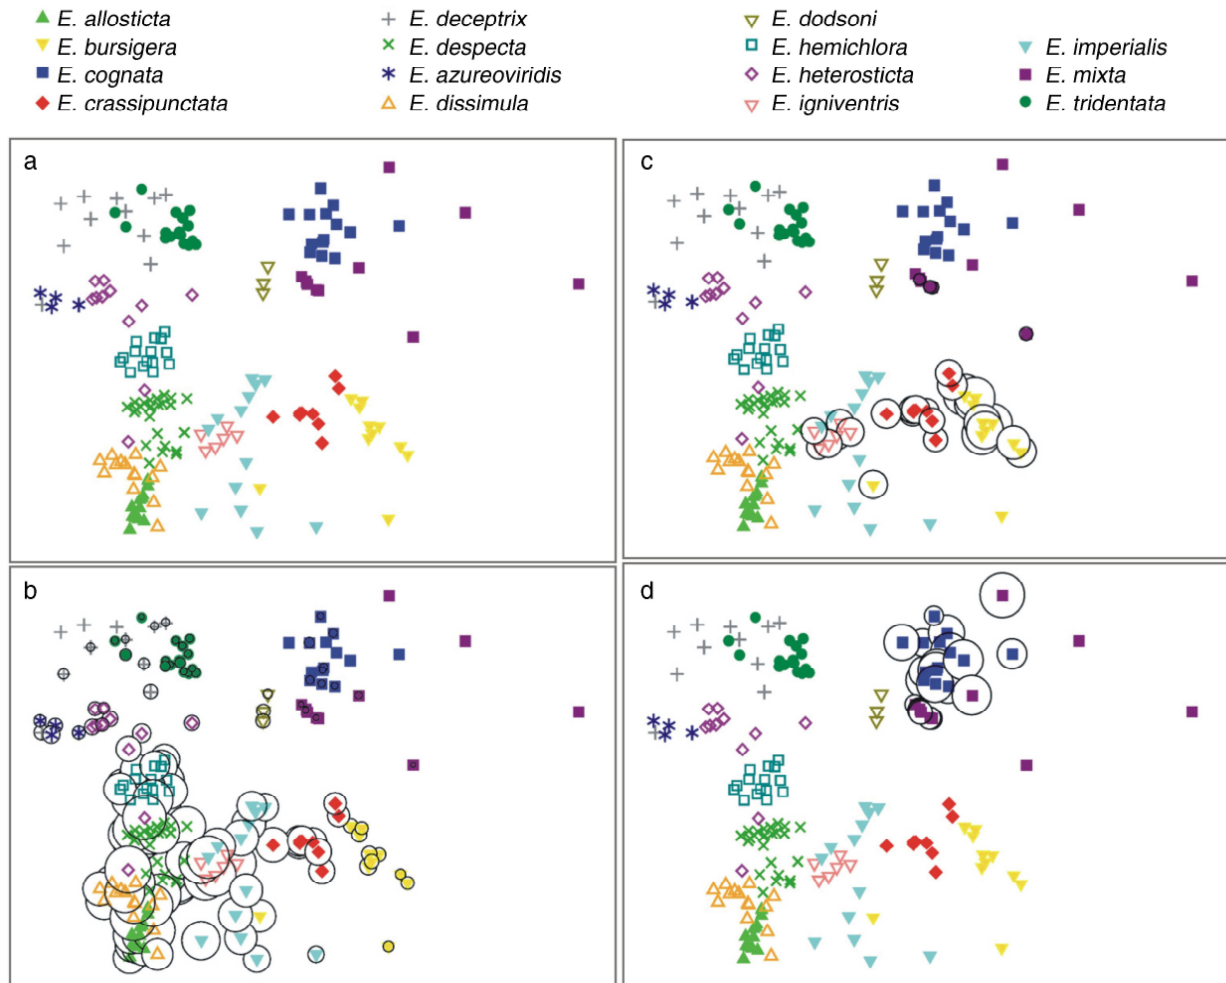 E. allosticta
E. deceptrix
E. dodsoni
E. bursigera
E. despecta
E. hemichlora
E. imperialis
E. cognata
E. azureoviridis
E. heterosticta
E. mixta
E. crassipunctata
E. dissimula
E. igniventris
E. tridentata
a
c
b
d